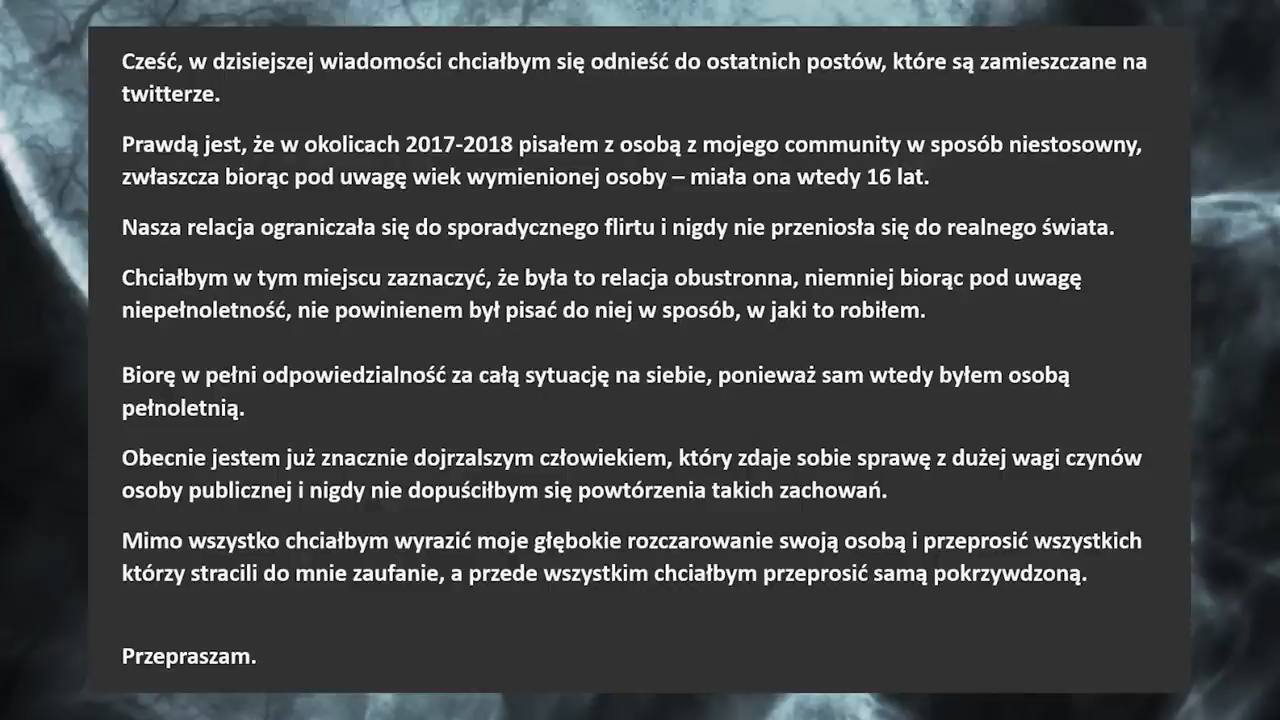 Cześć, w dzisiejszej wiadomości chciałbym się odnieść do ostatnich postów, które są zamieszczane na
twitterze.
Prawdą jest, że w okolicach 2017-2018 pisałem z osobą z mojego community w sposób niestosowny,
zwłaszcza biorąc pod uwagę wiek wymienionej osoby – miała ona wtedy 16 lat.
Nasza relacja ograniczała się do sporadycznego flirtu i nigdy nie przeniosła się do realnego świata.
Chciałbym w tym miejscu zaznaczyć, że była to relacja obustronna, niemniej biorąc pod uwagę
niepełnoletność, nie powinienem był pisać do niej w sposób, w jaki to robiłem.
Biorę w pełni odpowiedzialność za całą sytuację na siebie, ponieważ sam wtedy byłem osobą
pełnoletnią.
Obecnie jestem już znacznie dojrzalszym człowiekiem, który zdaje sobie sprawę z dużej wagi czynów
osoby publicznej i nigdy nie dopuściłbym się powtórzenia takich zachowań.
Mimo wszystko chciałbym wyrazić moje głębokie rozczarowanie swoją osobą i przeprosić wszystkich
którzy stracili do mnie zaufanie, a przede wszystkim chciałbym przeprosić samą pokrzywdzoną.
Przepraszam.